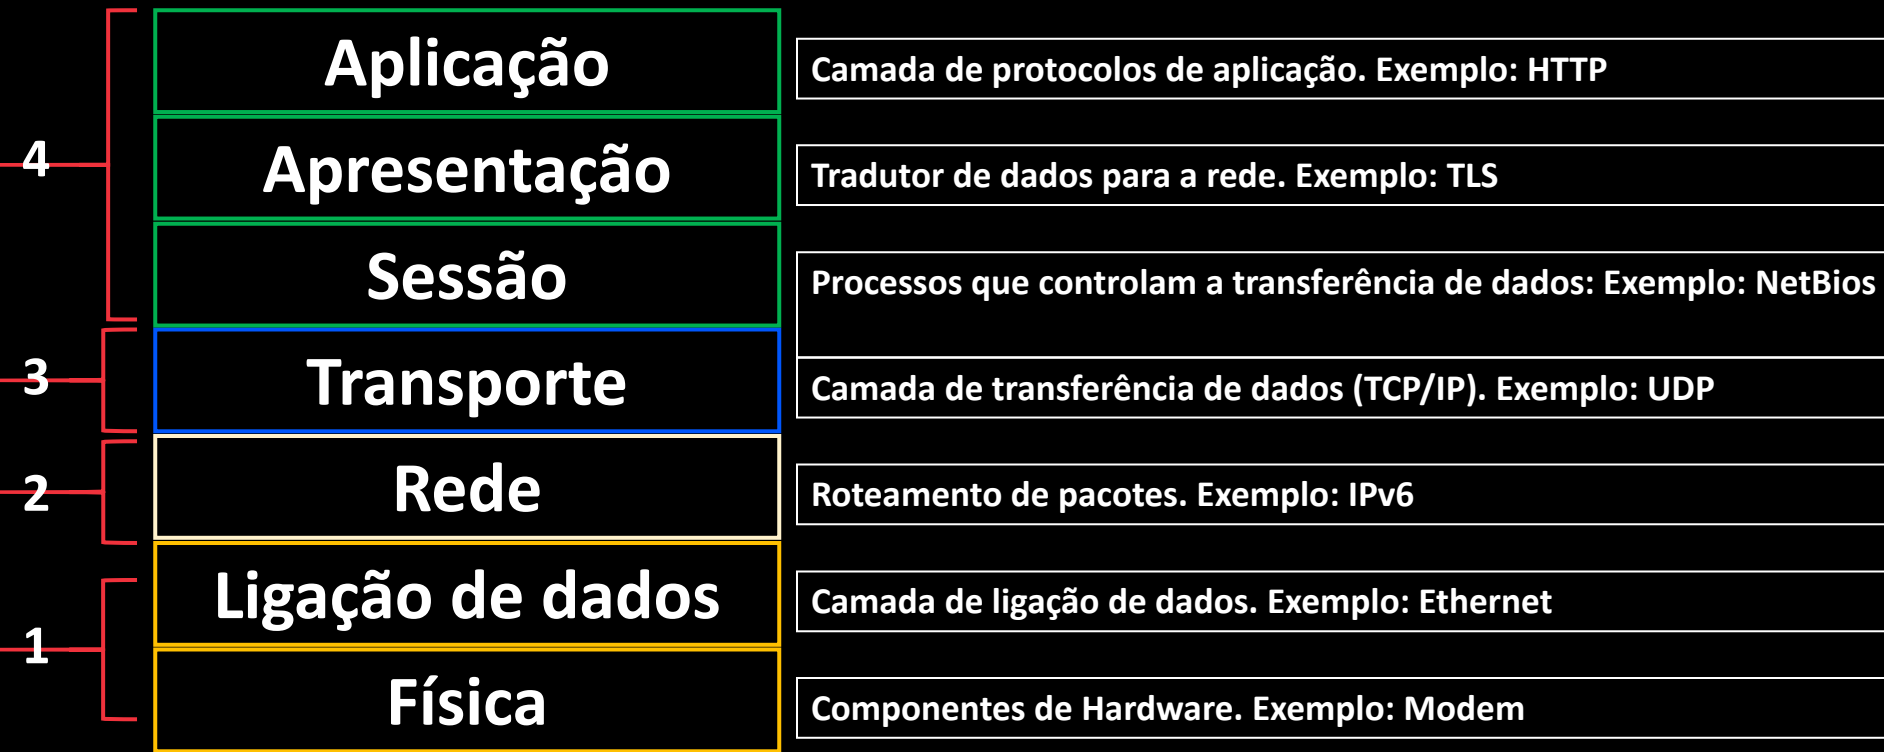 Aplicação
Camada de protocolos de aplicação. Exemplo: HTTP
4
Apresentação
Tradutor de dados para a rede. Exemplo: TLS
Sessão
Processos que controlam a transferência de dados: Exemplo: NetBios
3
Transporte
Camada de transferência de dados (TCP/IP). Exemplo: UDP
2
Rede
Roteamento de pacotes. Exemplo: IPv6
Ligação de dados
Camada de ligação de dados. Exemplo: Ethernet
1
Física
Componentes de Hardware. Exemplo: Modem